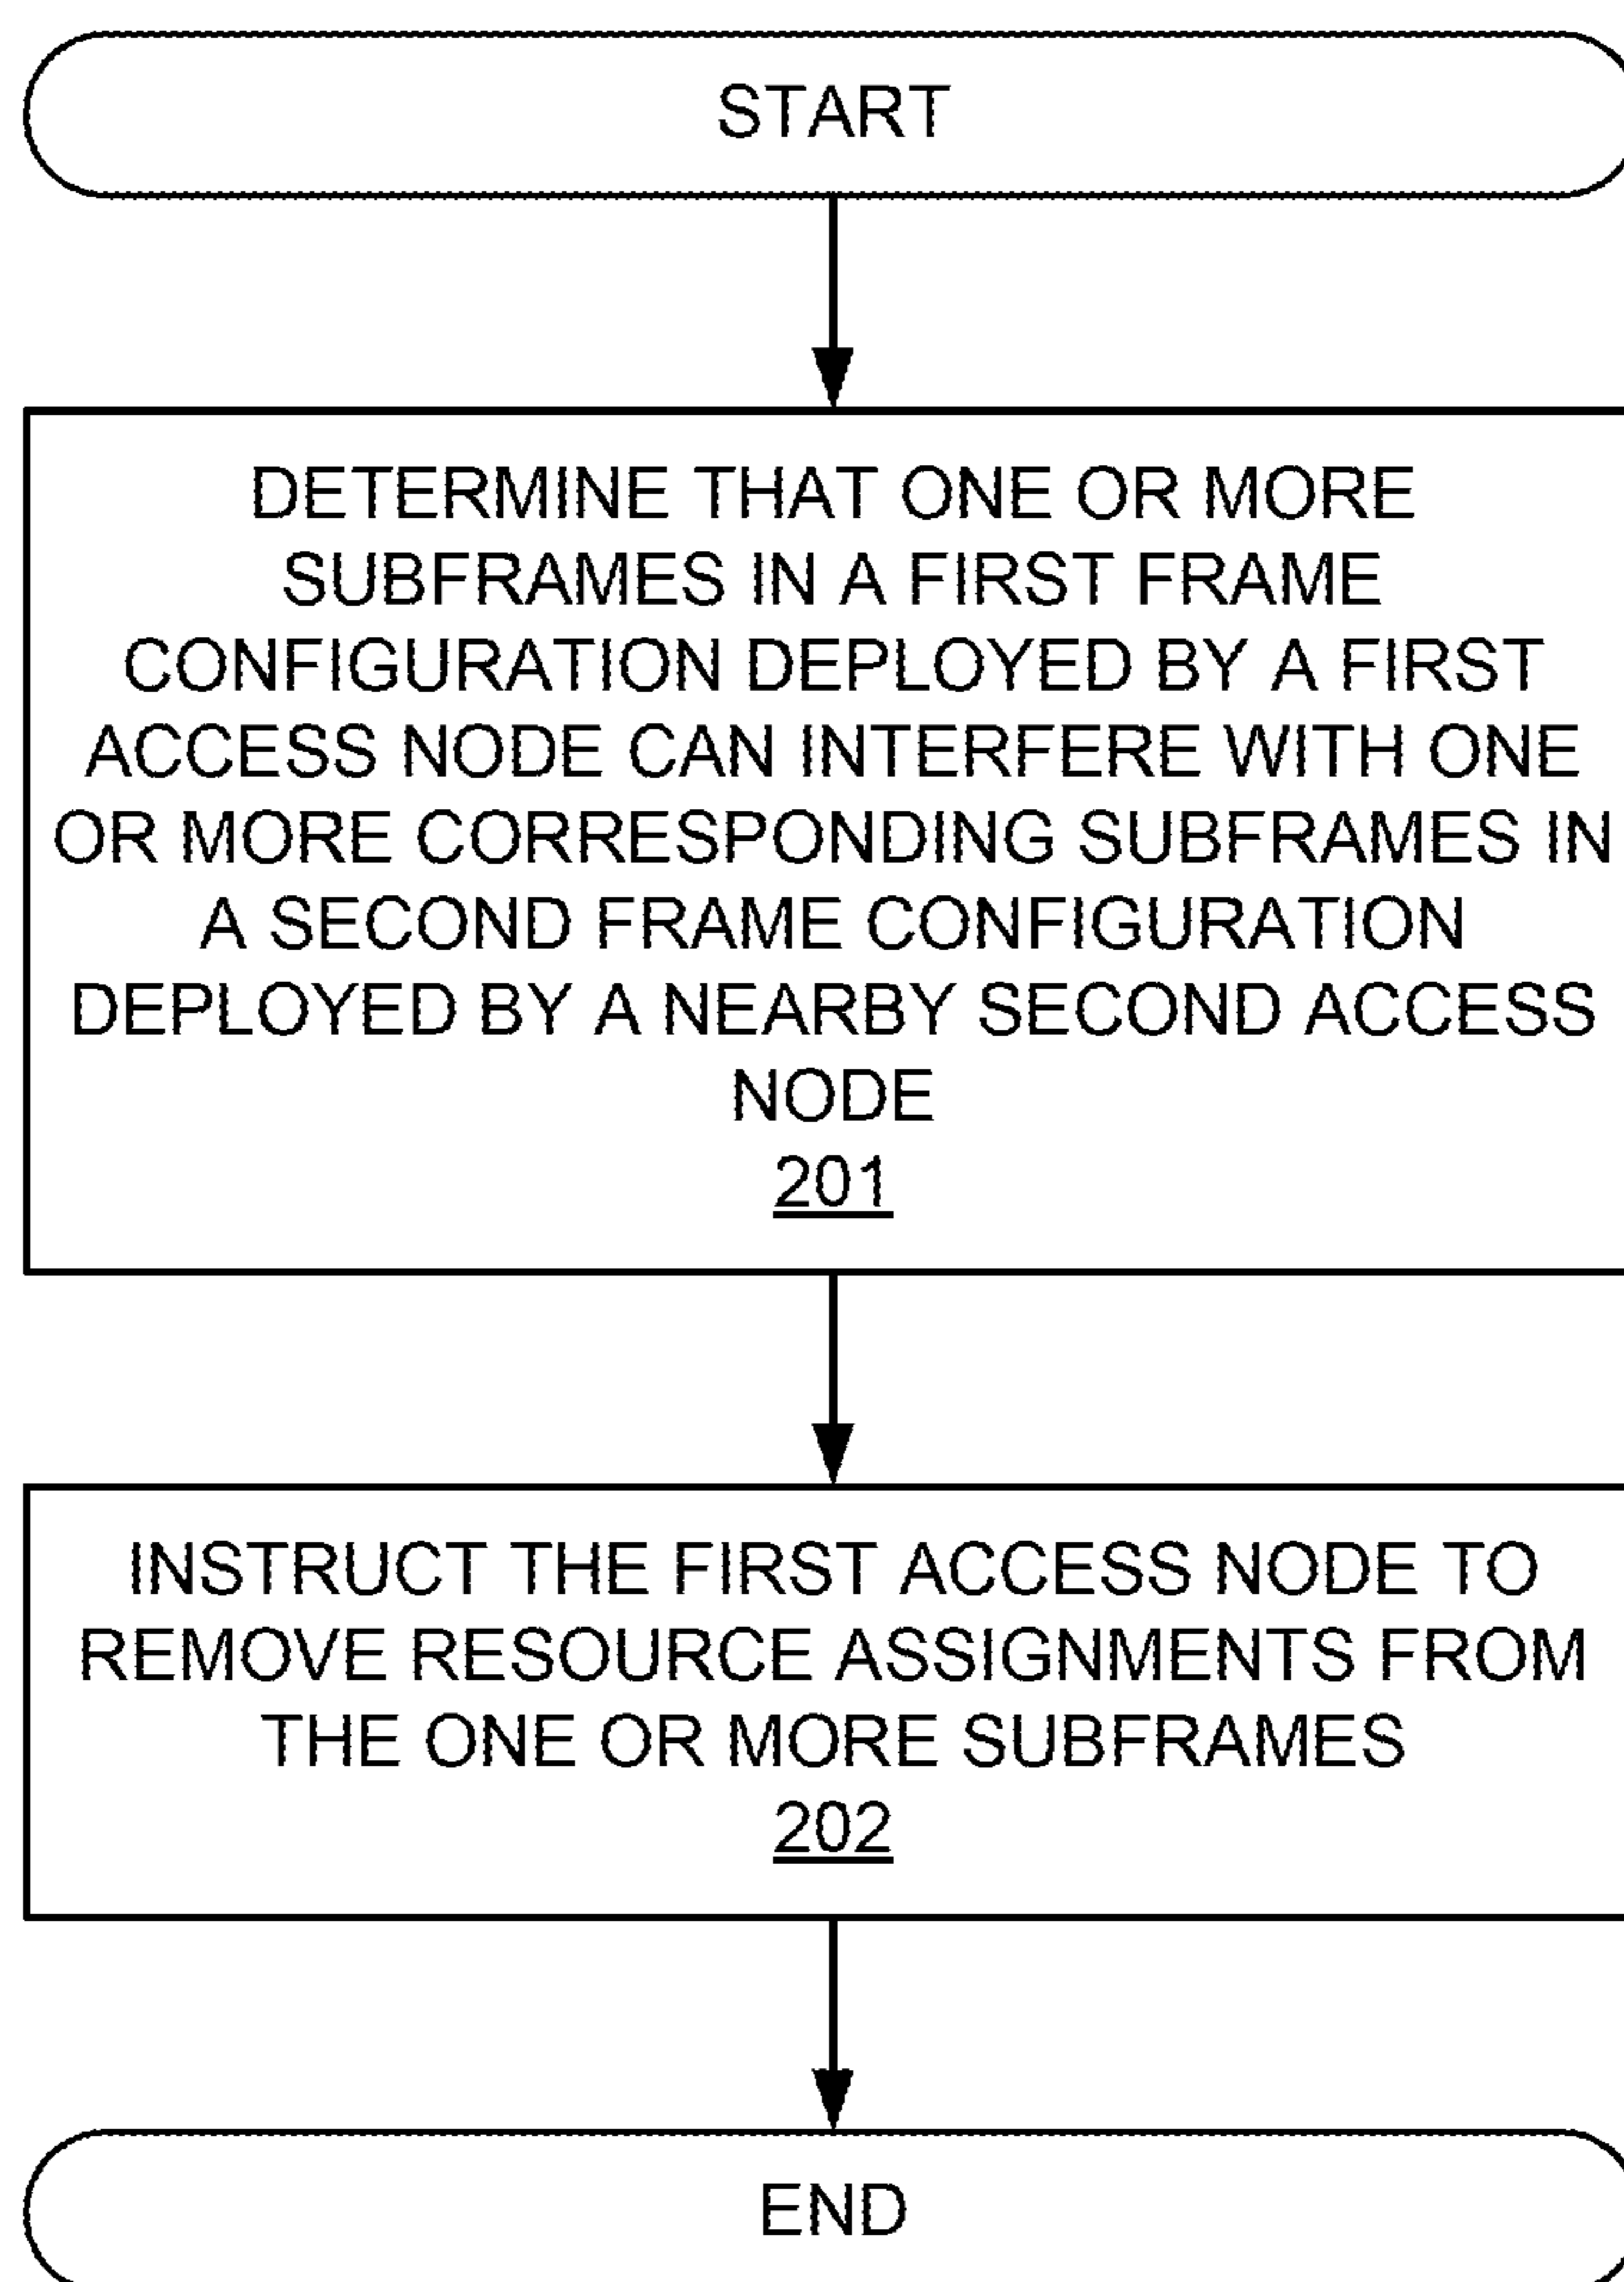 START
DETERMINE THAT ONE OR MORE
SUBFRAMES IN A FIRST FRAME
CONFIGURATION DEPLOYED BY A FIRST
ACCESS NODE CAN INTERFERE WITH ONE
OR MORE CORRESPONDING SUBFRAMES IN
A SECOND FRAME CONFIGURATION
DEPLOYED BY A NEARBY SECOND ACCESS
NODE
201
INSTRUCT THE FIRST ACCESS NODE TO
REMOVE RESOURCE ASSIGNMENTS FROM
THE ONE OR MORE SUBFRAMES
202
END